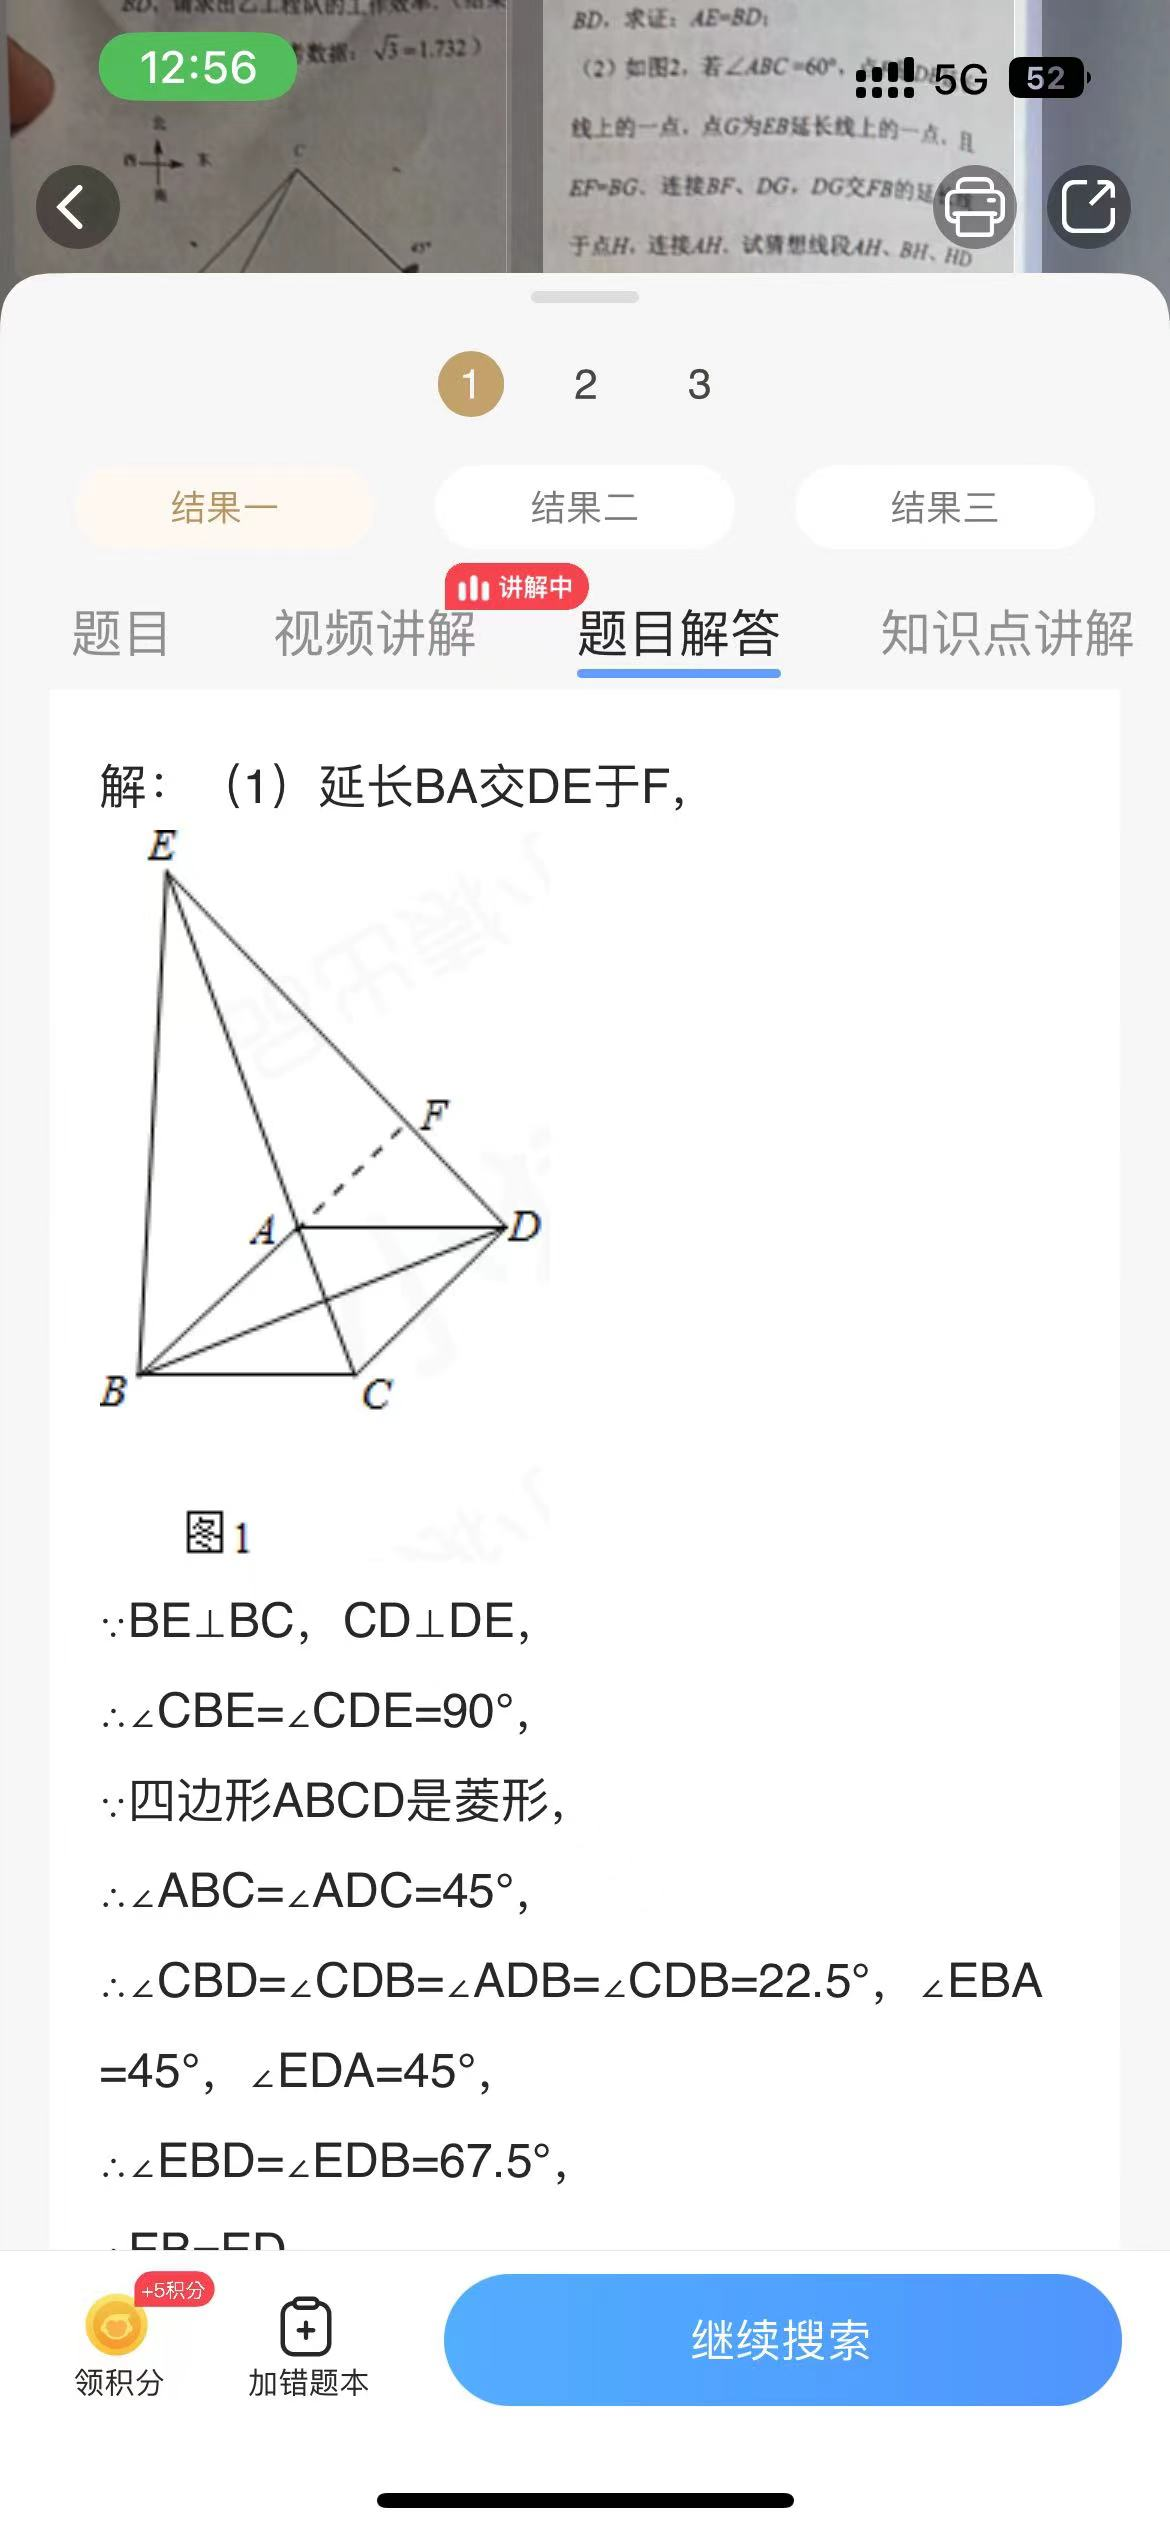 BD，请求出乙工程队的工作效率.（结果
数据：√3=1.732）
北
西 东
南
C
45°
BD，求证：AE=BD；
（2）如图2，若∠ABC=60°，
线上的一点，点G为EB延长线上的一点，且
EF=BG、连接BF、DG，DG交FB的延长线
于点H，连接AH、试猜想线段AH、BH、HD
12:56
5G 52
1 2 3
结果一 结果二 结果三
讲解中
题目 视频讲解 题目解答 知识点讲解
解：（1）延长BA交DE于F，
E
F
A D
B C
图1
∵BE⊥BC，CD⊥DE，
∴∠CBE=∠CDE=90°，
∵四边形ABCD是菱形，
∴∠ABC=∠ADC=45°，
∴∠CBD=∠CDB=∠ADB=∠CDB=22.5°，∠EBA
=45°，∠EDA=45°，
∴∠EBD=∠EDB=67.5°，
∴EB=ED
+5积分
领积分 加错题本 继续搜索